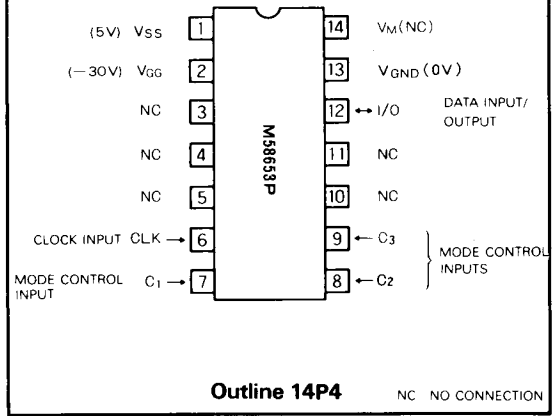 (5V) VSS 1 14 VM(NC)
(−30V) VGG 2 13 VGND(0V)
NC 3 12 ↔ I/O DATA INPUT/
OUTPUT
NC 4 11 NC
M58653P
NC 5 10 NC
CLOCK INPUT CLK → 6 9 ← C3
MODE CONTROL
INPUTS
MODE CONTROL
INPUT C1 → 7 8 ← C2
Outline 14P4 NC NO CONNECTION